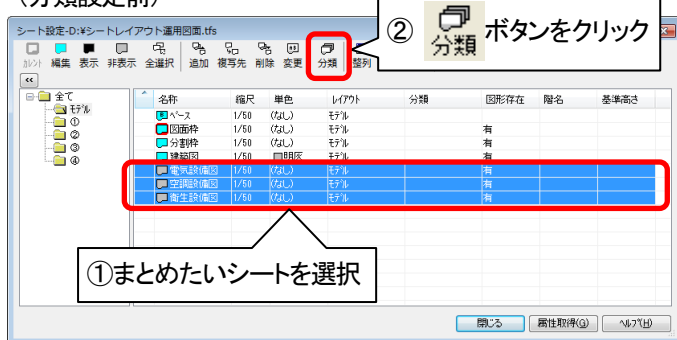 (分類設定前)
② 分類 ボタンをクリック
シート設定-D:¥シートレイアウト運用図面.tfs
ｶﾚﾝﾄ 編集 表示 非表示 全選択 追加 複写先 削除 変更 分類 整列
<<
全て
ﾓﾃﾞﾙ
①
②
③
④
名称 縮尺 単色 ﾚｲｱｳﾄ 分類 図形存在 階名 基準高さ
ﾍﾞｰｽ 1/50 (なし) ﾓﾃﾞﾙ
図面枠 1/50 (なし) ﾓﾃﾞﾙ 有
分割枠 1/50 (なし) ﾓﾃﾞﾙ 有
建築図 1/50 明灰 ﾓﾃﾞﾙ 有
電気設備図 1/50 (なし) ﾓﾃﾞﾙ 有
空調設備図 1/50 (なし) ﾓﾃﾞﾙ 有
衛生設備図 1/50 (なし) ﾓﾃﾞﾙ 有
①まとめたいシートを選択
閉じる 属性取得(G) ﾍﾙﾌﾟ(H)